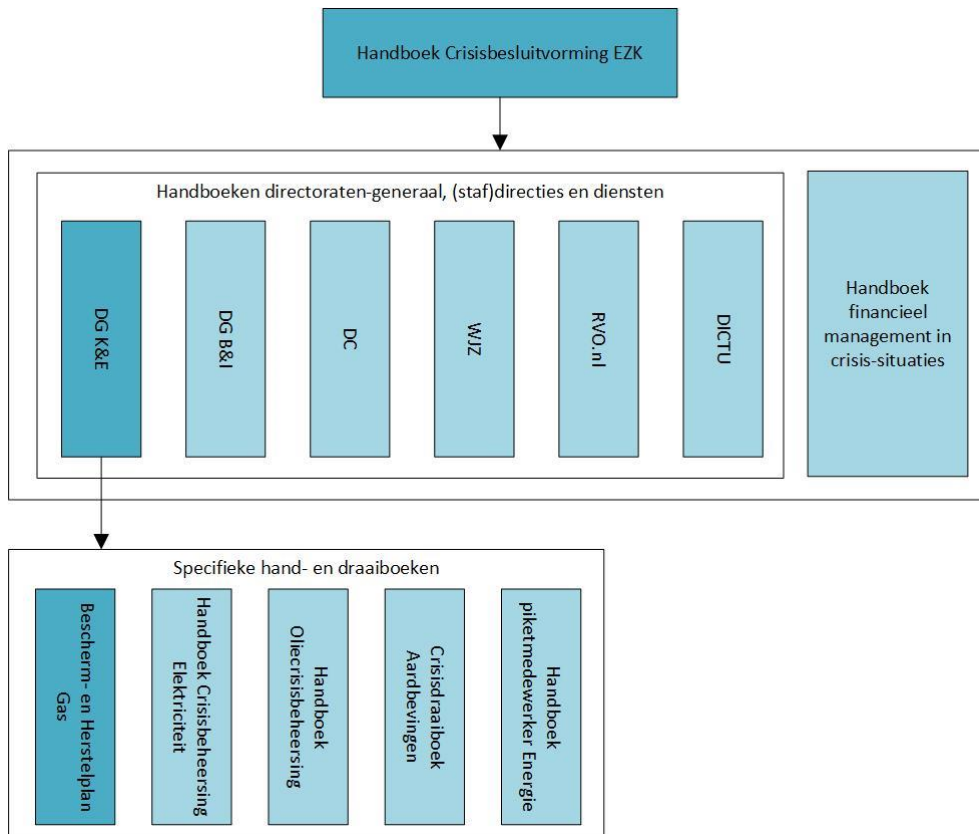 Handboek Crisisbesluitvorming EZK
Handboeken directoraten-generaal, (staf)directies en diensten
DG K&E
DG B&I
DC
WJZ
RVO.nl
DICTU
Handboek
financieel
management in
crisis-situaties
Specifieke hand- en draaiboeken
Bescherm- en Herstelplan
Gas
Handboek Crisisbeheersing
Elektriciteit
Handboek
Oliecrisisbeheersing
Crisisdraaiboek
Aardbevingen
Handboek
piketmedewerker Energie